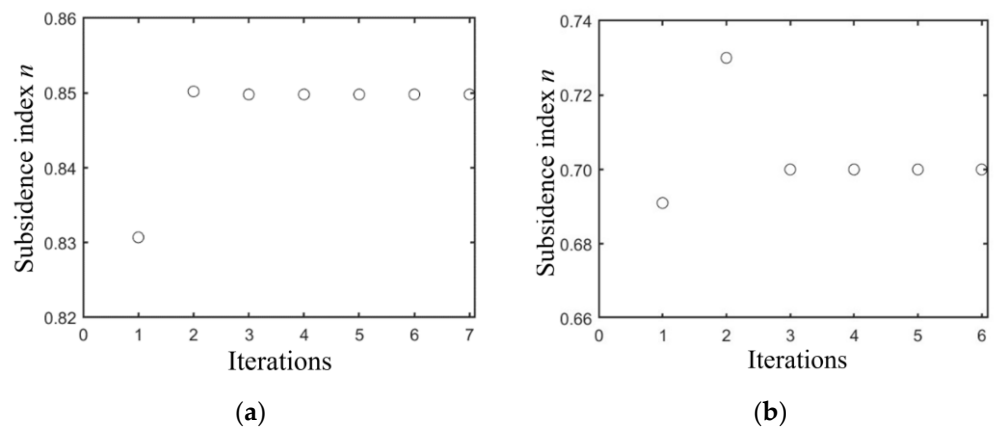 0.86
0.85
0.84
0.83
0.82
Subsidence index n
0 1 2 3 4 5 6 7
Iterations
(a)
0.74
0.72
0.70
0.68
0.66
Subsidence index n
0 1 2 3 4 5 6
Iterations
(b)